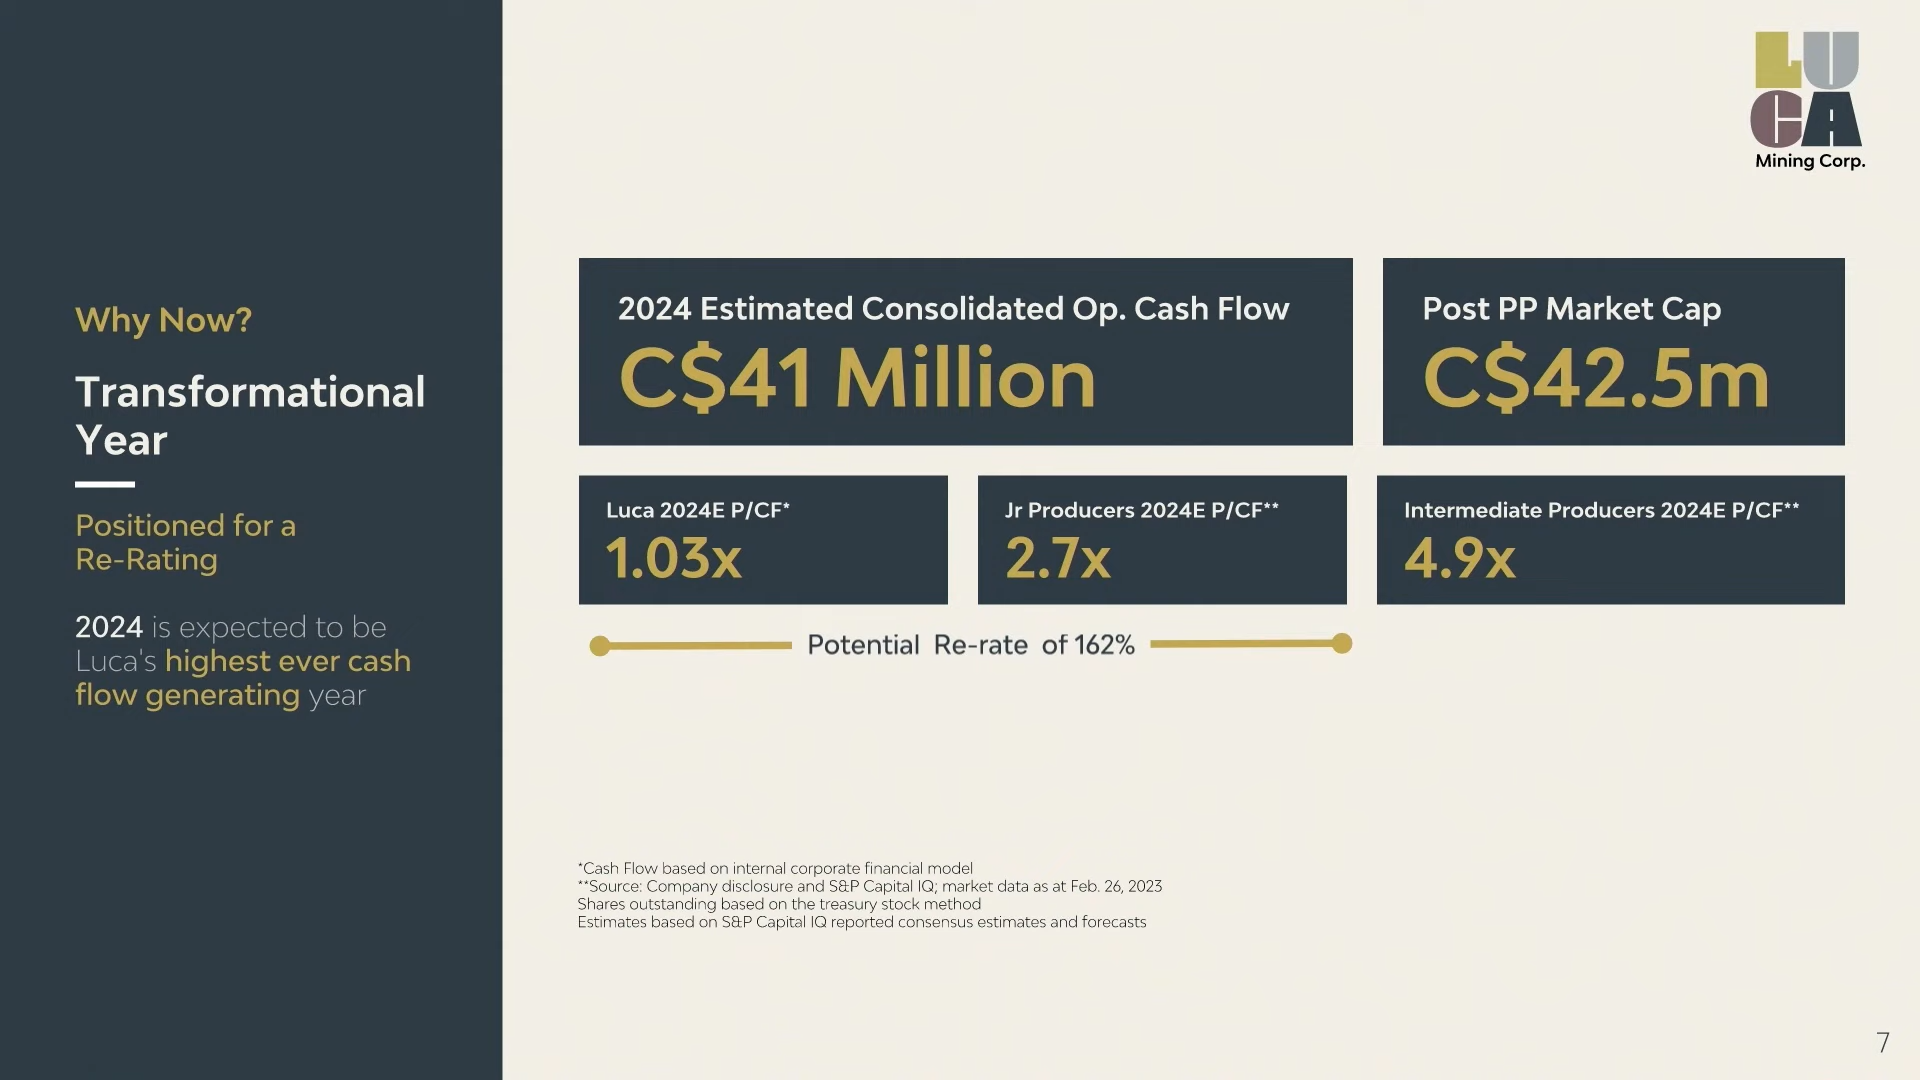 LUCA
Mining Corp.
Why Now?
Transformational
Year
Positioned for a
Re-Rating
2024 is expected to be
Luca's highest ever cash
flow generating year
2024 Estimated Consolidated Op. Cash Flow
C$41 Million
Post PP Market Cap
C$42.5m
Luca 2024E P/CF*
1.03x
Jr Producers 2024E P/CF**
2.7x
Intermediate Producers 2024E P/CF**
4.9x
Potential Re-rate of 162%
*Cash Flow based on internal corporate financial model
**Source: Company disclosure and S&P Capital IQ; market data as at Feb. 26, 2023
Shares outstanding based on the treasury stock method
Estimates based on S&P Capital IQ reported consensus estimates and forecasts
7